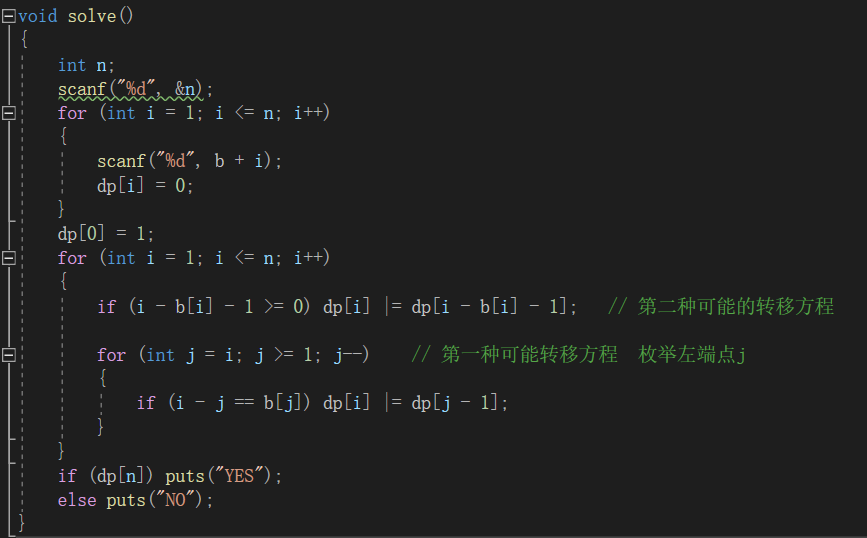 void solve()
{
    int n;
    scanf("%d", &n);
    for (int i = 1; i <= n; i++)
    {
        scanf("%d", b + i);
        dp[i] = 0;
    }
    dp[0] = 1;
    for (int i = 1; i <= n; i++)
    {
        if (i - b[i] - 1 >= 0) dp[i] |= dp[i - b[i] - 1];   // 第二种可能的转移方程
        for (int j = i; j >= 1; j--)    // 第一种可能转移方程  枚举左端点j
        {
            if (i - j == b[j]) dp[i] |= dp[j - 1];
        }
    }
    if (dp[n]) puts("YES");
    else puts("NO");
}